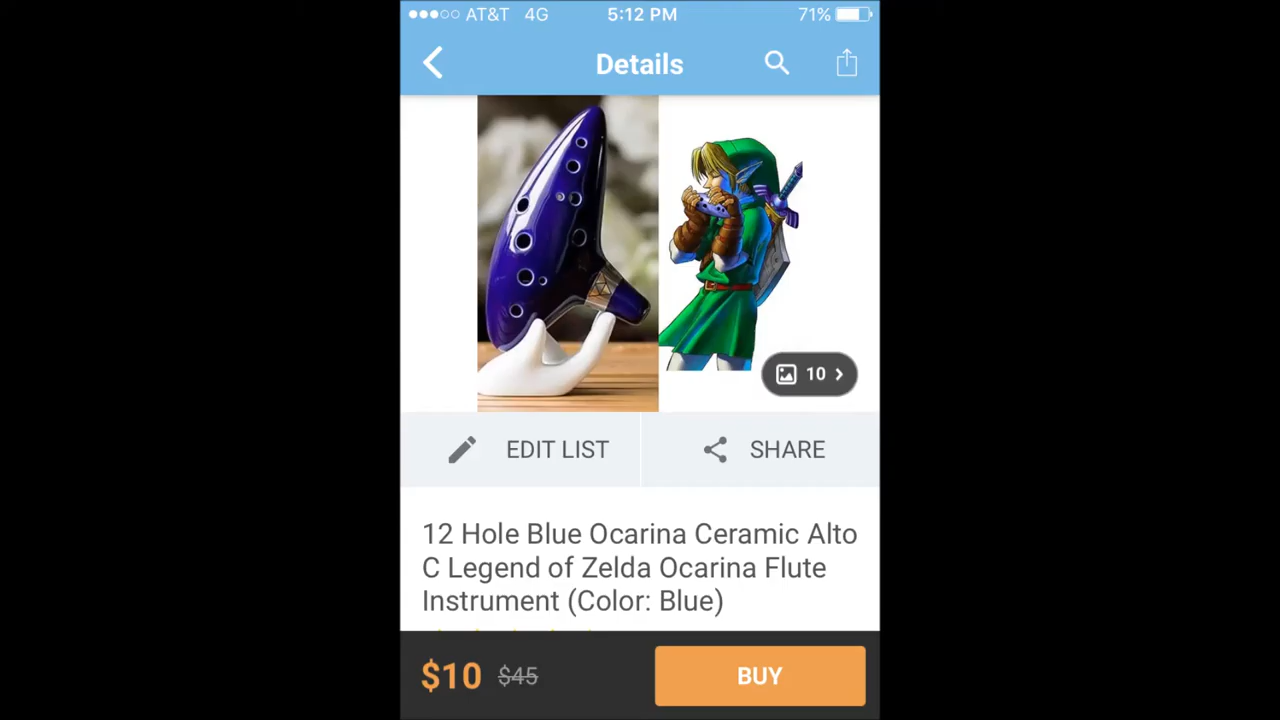 AT&T 4G 5:12 PM 71%
Details
10
EDIT LIST SHARE
12 Hole Blue Ocarina Ceramic Alto
C Legend of Zelda Ocarina Flute
Instrument (Color: Blue)
$10 $45 BUY